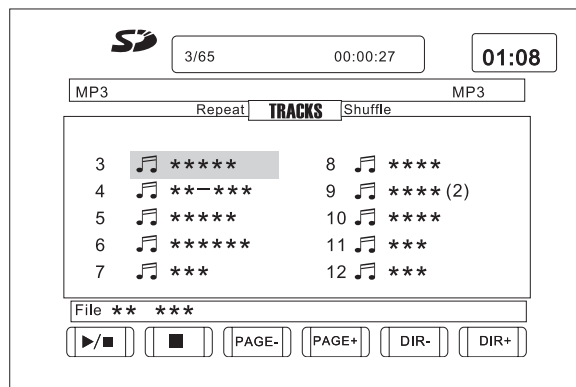 SD
3/65 00:00:27
01:08
MP3 MP3
Repeat TRACKS Shuffle
3 ***** 8 ****
4 **–*** 9 ****(2)
5 ***** 10 ****
6 ****** 11 ***
7 *** 12 ***
File ** ***
▶/■ ■ PAGE- PAGE+ DIR- DIR+